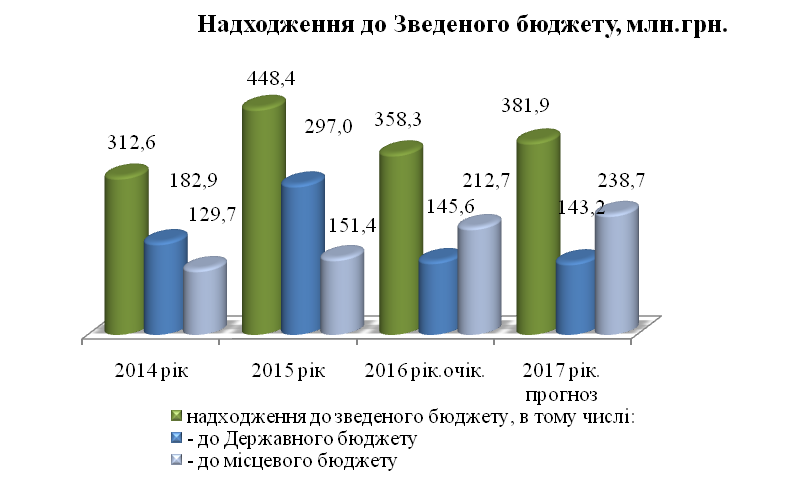 Надходження до Зведеного бюджету, млн.грн.
448,4
381,9
358,3
297,0
312,6
182,9
212,7
238,7
145,6
143,2
129,7
151,4
2014 рік
2015 рік
2016 рік.очік.
2017 рік.
прогноз
надходження до зведеного бюджету, в тому числі:
- до Державного бюджету
- до місцевого бюджету